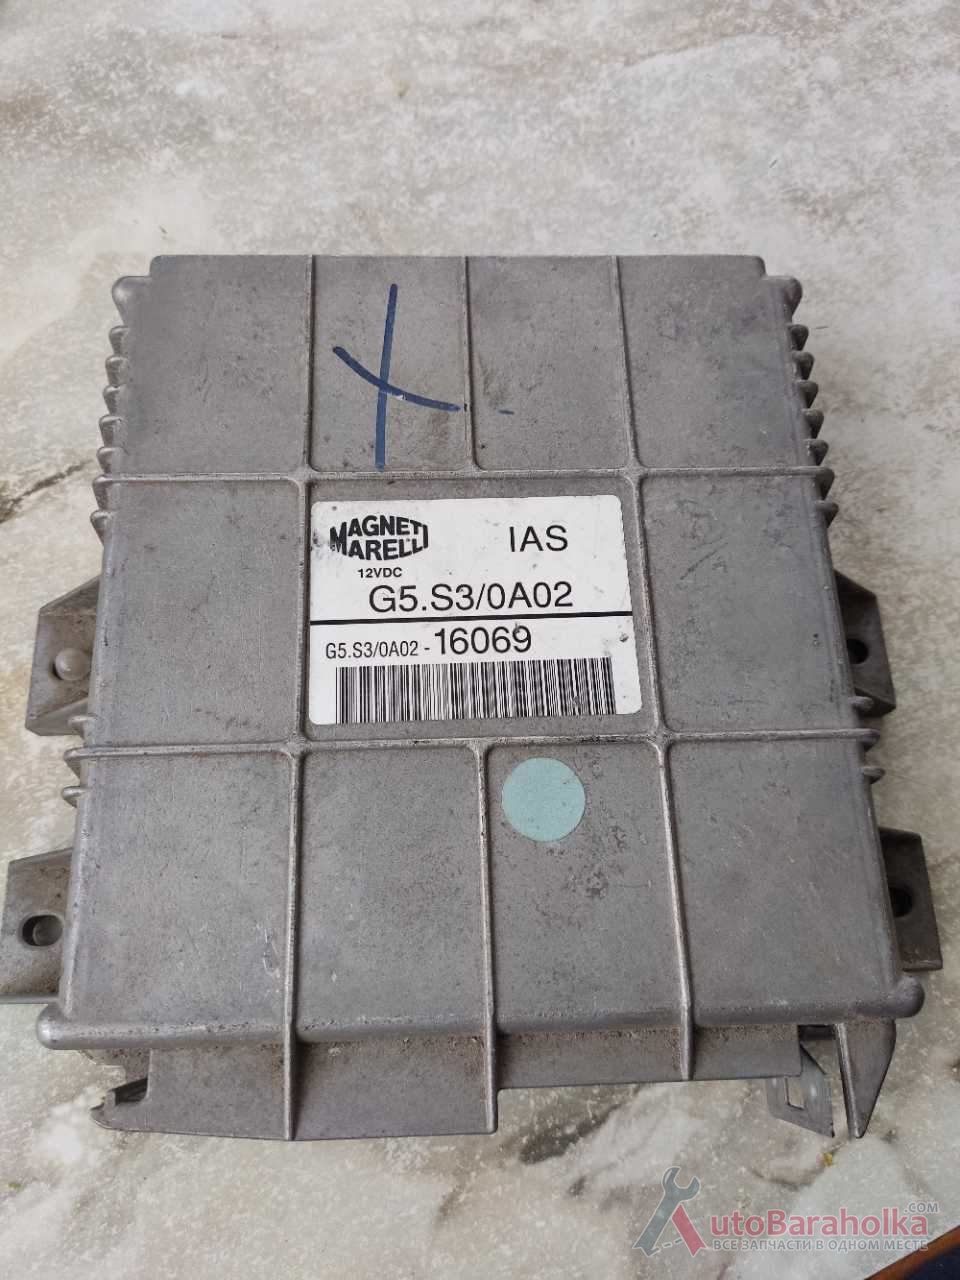 MAGNETI MARELLI
IAS
12VDC
G5.S3/0A02
G5.S3/0A02 - 16069
AutoBaraholka.COM
ВСЕ ЗАПЧАСТИ В ОДНОМ МЕСТЕ